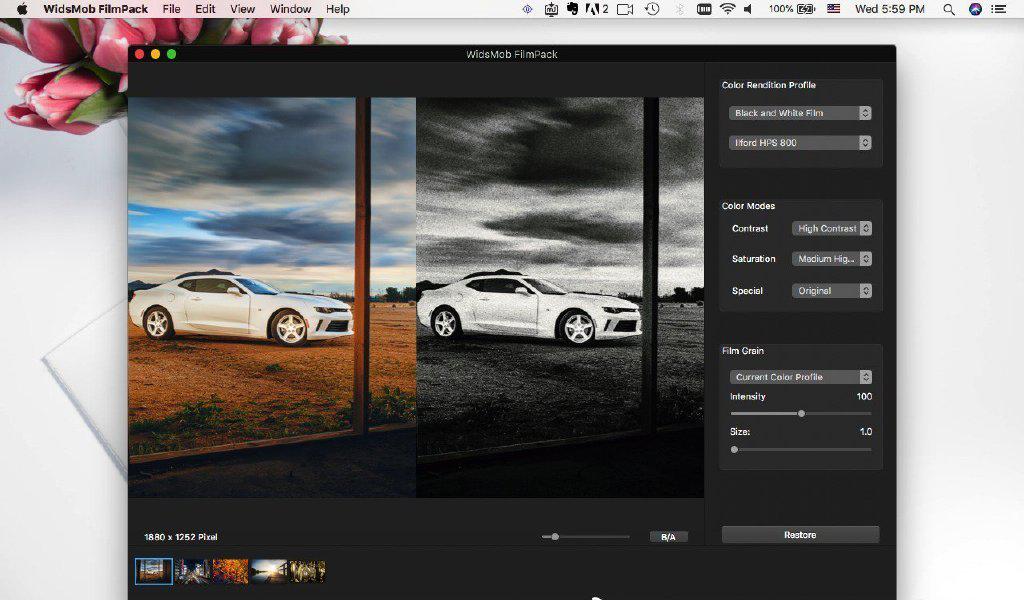 WidsMob FilmPack File Edit View Window Help 2 100% Wed 5:59 PM
WidsMob FilmPack
Color Rendition Profile
Black and White Film
Ilford HPS 800
Color Modes
Contrast High Contrast
Saturation Medium Hig...
Special Original
Film Grain
Current Color Profile
Intensity 100
Size: 1.0
1880 x 1252 Pixel B/A Restore